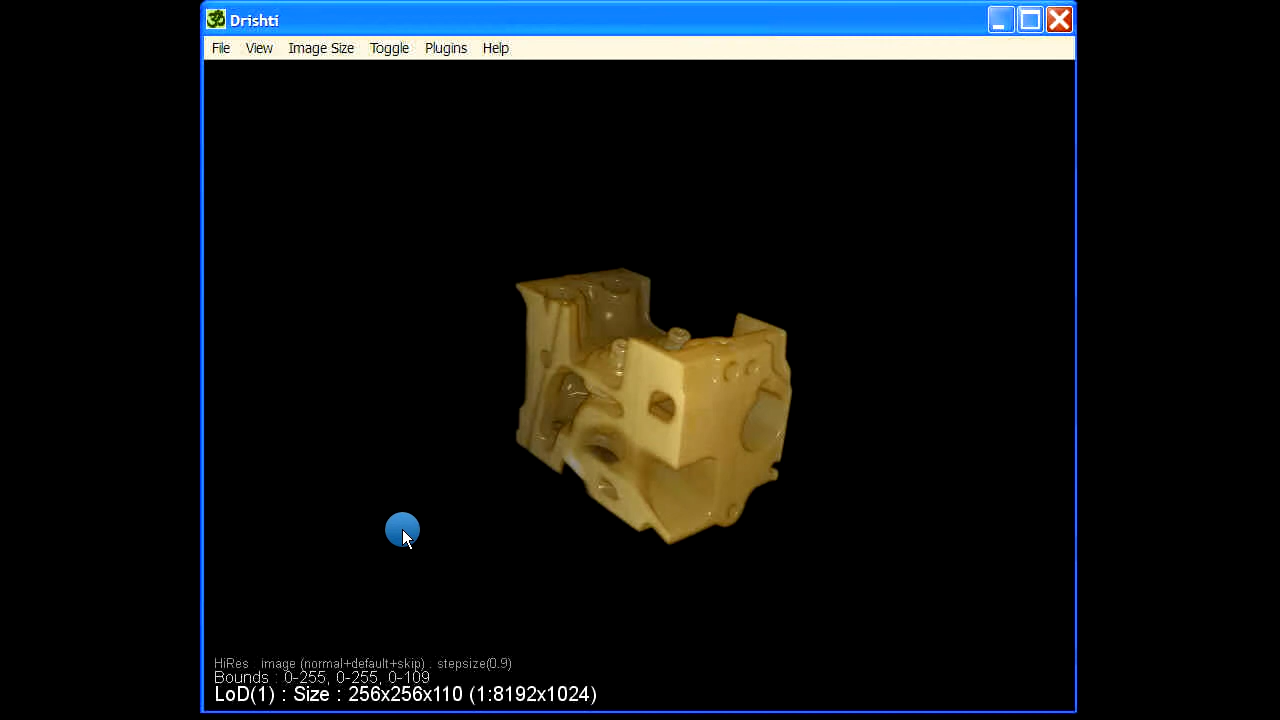 Drishti
File View Image Size Toggle Plugins Help
HiRes image (normal+default+skip) . stepsize(0.9)
Bounds : 0-255, 0-255, 0-109
LoD(1) : Size : 256x256x110 (1:8192x1024)